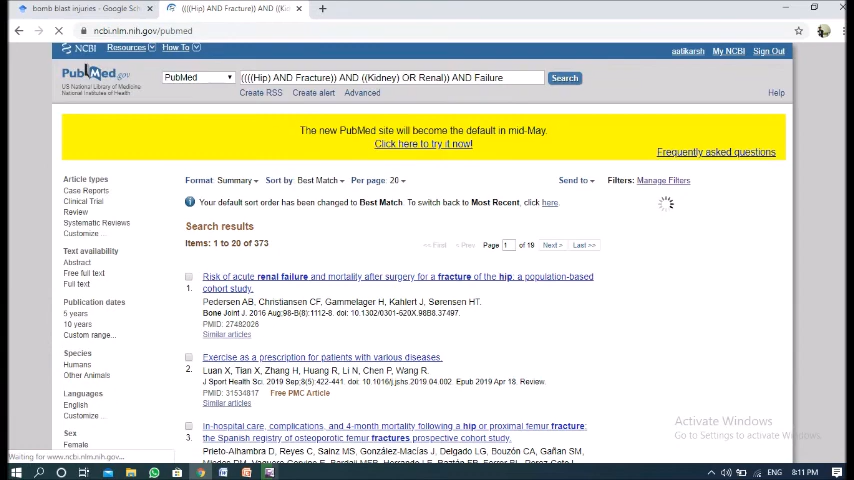 bomb blast injuries - Google Sch
((((Hip) AND Fracture)) AND ((Kid
ncbi.nlm.nih.gov/pubmed
NCBI Resources How To aatikarsh My NCBI Sign Out
PubMed.gov
US National Library of Medicine
National Institutes of Health
PubMed ((((Hip) AND Fracture)) AND ((Kidney) OR Renal)) AND Failure Search
Create RSS Create alert Advanced Help
The new PubMed site will become the default in mid-May.
Click here to try it now!
Frequently asked questions
Article types
Case Reports
Clinical Trial
Review
Systematic Reviews
Customize ...
Text availability
Abstract
Free full text
Full text
Publication dates
5 years
10 years
Custom range...
Species
Humans
Other Animals
Languages
English
Customize ...
Sex
Female
Format: Summary Sort by: Best Match Per page: 20 Send to Filters: Manage Filters
Your default sort order has been changed to Best Match. To switch back to Most Recent, click here.
Search results
Items: 1 to 20 of 373
<< First < Prev Page 1 of 19 Next > Last >>
Risk of acute renal failure and mortality after surgery for a fracture of the hip: a population-based
1. cohort study.
Pedersen AB, Christiansen CF, Gammelager H, Kahlert J, Sørensen HT.
Bone Joint J. 2016 Aug;98-B(8):1112-8. doi: 10.1302/0301-620X.98B8.37497.
PMID: 27482026
Similar articles
Exercise as a prescription for patients with various diseases.
2. Luan X, Tian X, Zhang H, Huang R, Li N, Chen P, Wang R.
J Sport Health Sci. 2019 Sep;8(5):422-441. doi: 10.1016/j.jshs.2019.04.002. Epub 2019 Apr 18. Review.
PMID: 31534817 Free PMC Article
Similar articles
In-hospital care, complications, and 4-month mortality following a hip or proximal femur fracture:
3. the Spanish registry of osteoporotic femur fractures prospective cohort study.
Prieto-Alhambra D, Reyes C, Sainz MS, González-Macías J, Delgado LG, Bouzón CA, Gañan SM,
Activate Windows
Go to Settings to activate Windows.
Waiting for www.ncbi.nlm.nih.gov...
ENG 8:11 PM